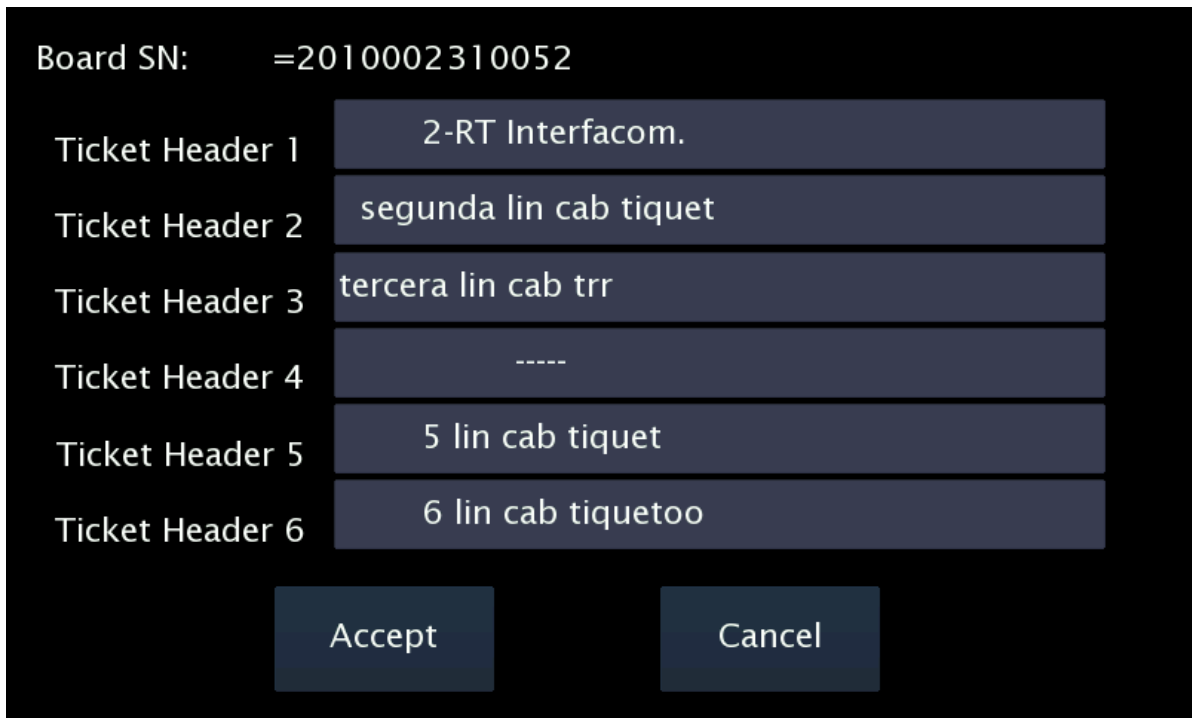 Board SN: =2010002310052
Ticket Header 1 2-RT Interfacom.
Ticket Header 2 segunda lin cab tiquet
Ticket Header 3 tercera lin cab trr
Ticket Header 4 -----
Ticket Header 5 5 lin cab tiquet
Ticket Header 6 6 lin cab tiquetoo
Accept Cancel